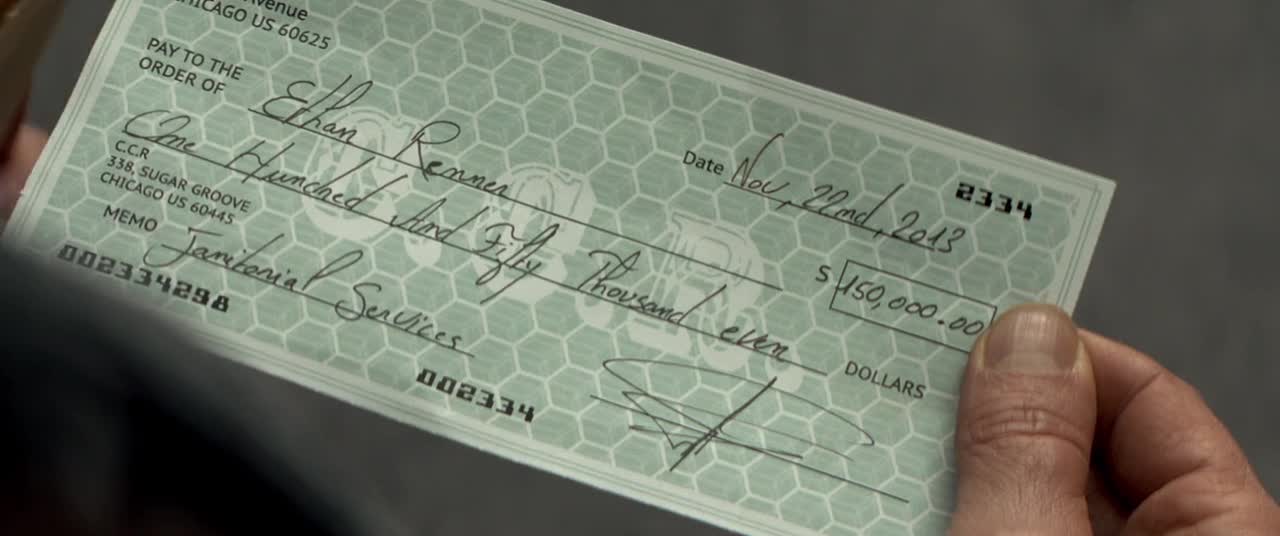 Avenue
CHICAGO US 60625
PAY TO THE
ORDER OF
Ethan Renner
Date Nov, 22nd, 2013
2334
One Hundred And Fifty Thousand even
DOLLARS
$ 150,000.00
C.C.R
338, SUGAR GROOVE
CHICAGO US 60445
MEMO
Janitorial Services
002334298
002334
C.C.R.